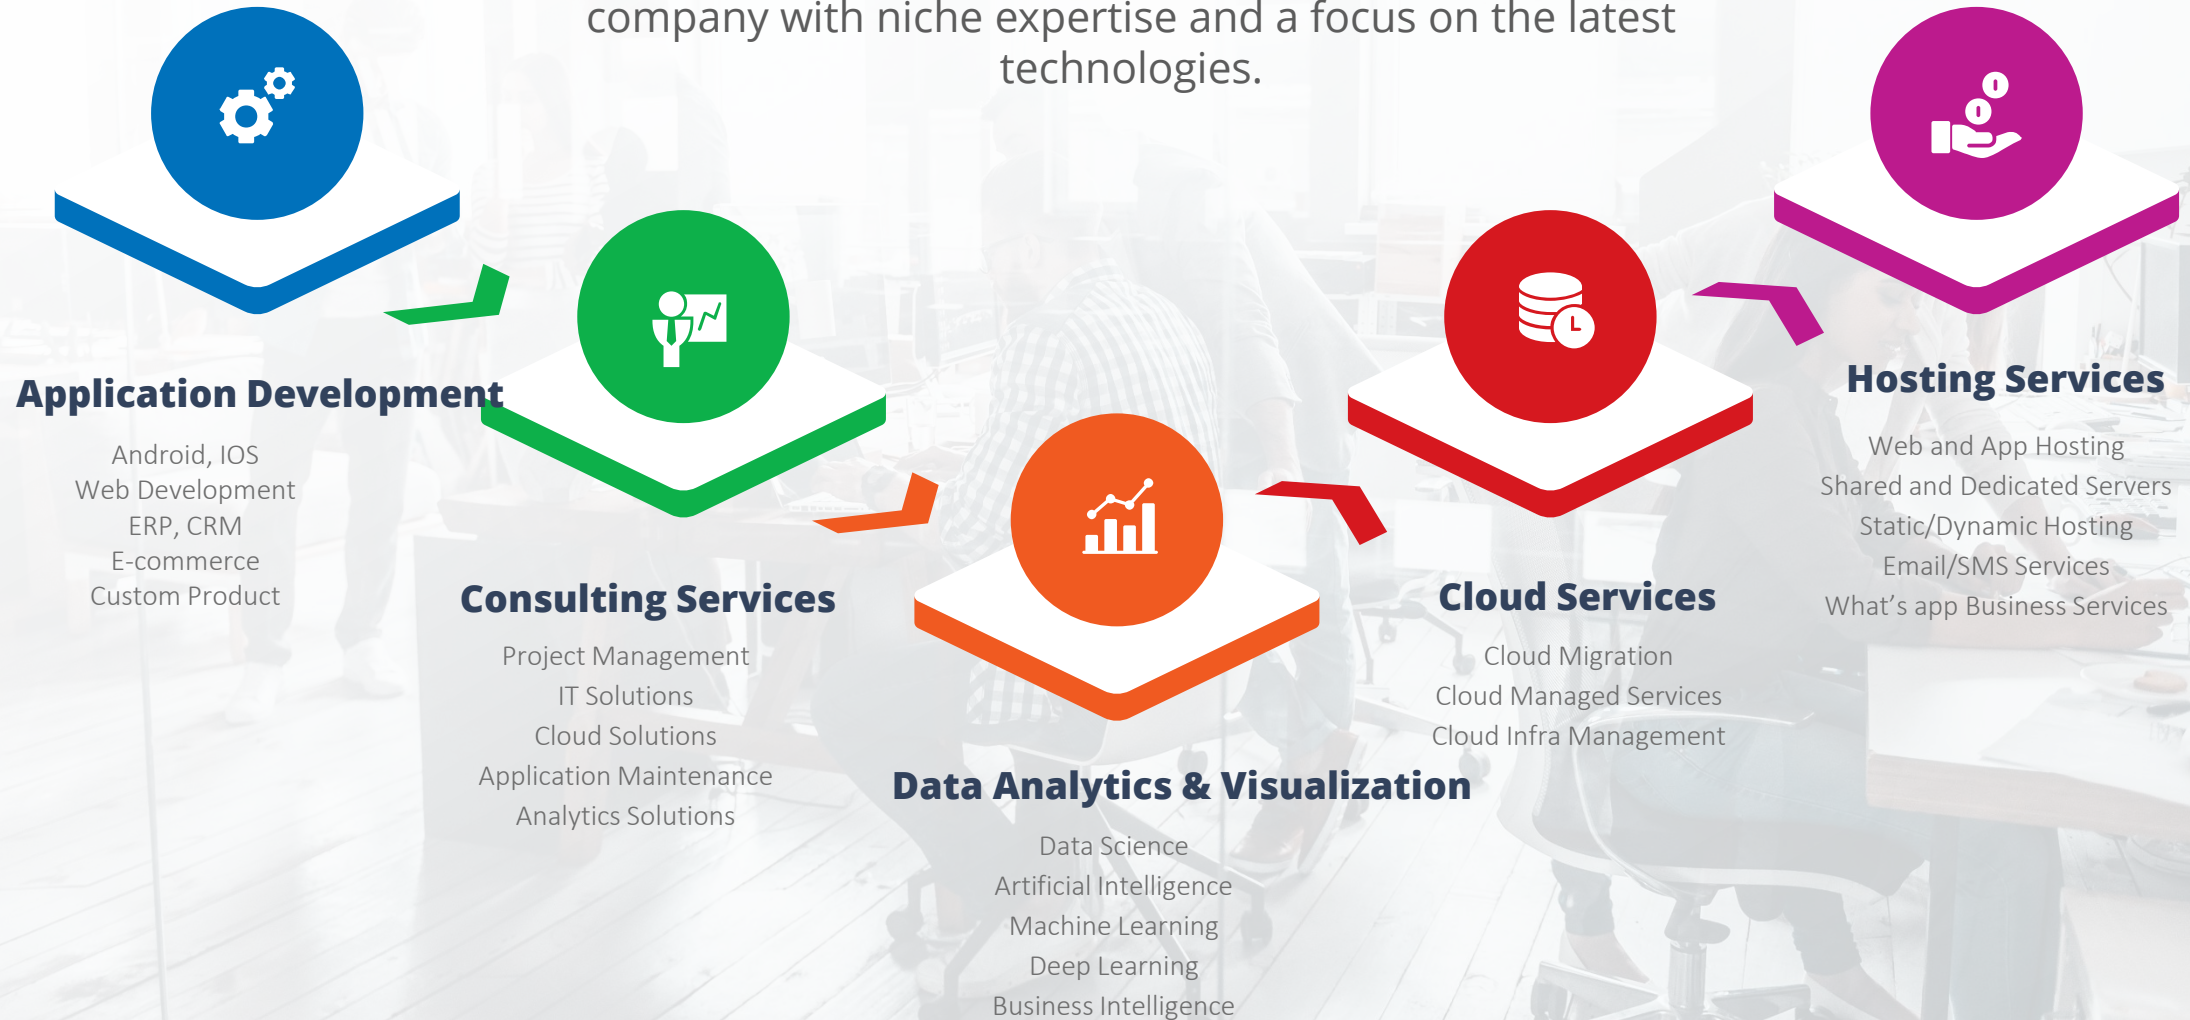 company with niche expertise and a focus on the latest
technologies.
Application Development
Android, IOS
Web Development
ERP, CRM
E-commerce
Custom Product
Consulting Services
Project Management
IT Solutions
Cloud Solutions
Application Maintenance
Analytics Solutions
Data Analytics & Visualization
Data Science
Artificial Intelligence
Machine Learning
Deep Learning
Business Intelligence
Cloud Services
Cloud Migration
Cloud Managed Services
Cloud Infra Management
Hosting Services
Web and App Hosting
Shared and Dedicated Servers
Static/Dynamic Hosting
Email/SMS Services
What’s app Business Services